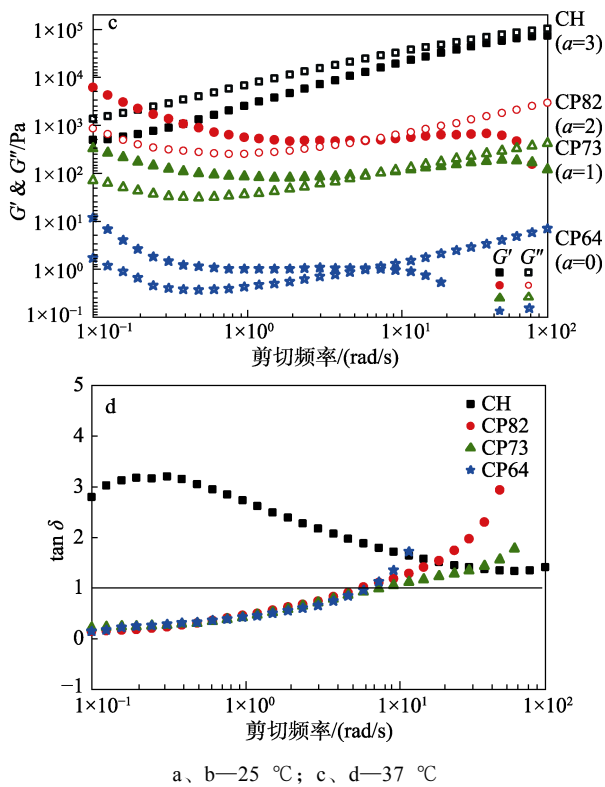 c
1×10⁵
1×10⁴
1×10³
1×10²
1×10¹
1×10⁰
1×10⁻¹
G′ & G″/Pa
CH
(a=3)
CP82
(a=2)
CP73
(a=1)
CP64
(a=0)
G′ G″
1×10⁻¹ 1×10⁰ 1×10¹ 1×10²
剪切频率/(rad/s)
d
5
4
3
2
1
0
−1
tan δ
CH
CP82
CP73
CP64
1×10⁻¹ 1×10⁰ 1×10¹ 1×10²
剪切频率/(rad/s)
a、b—25 ℃；c、d—37 ℃